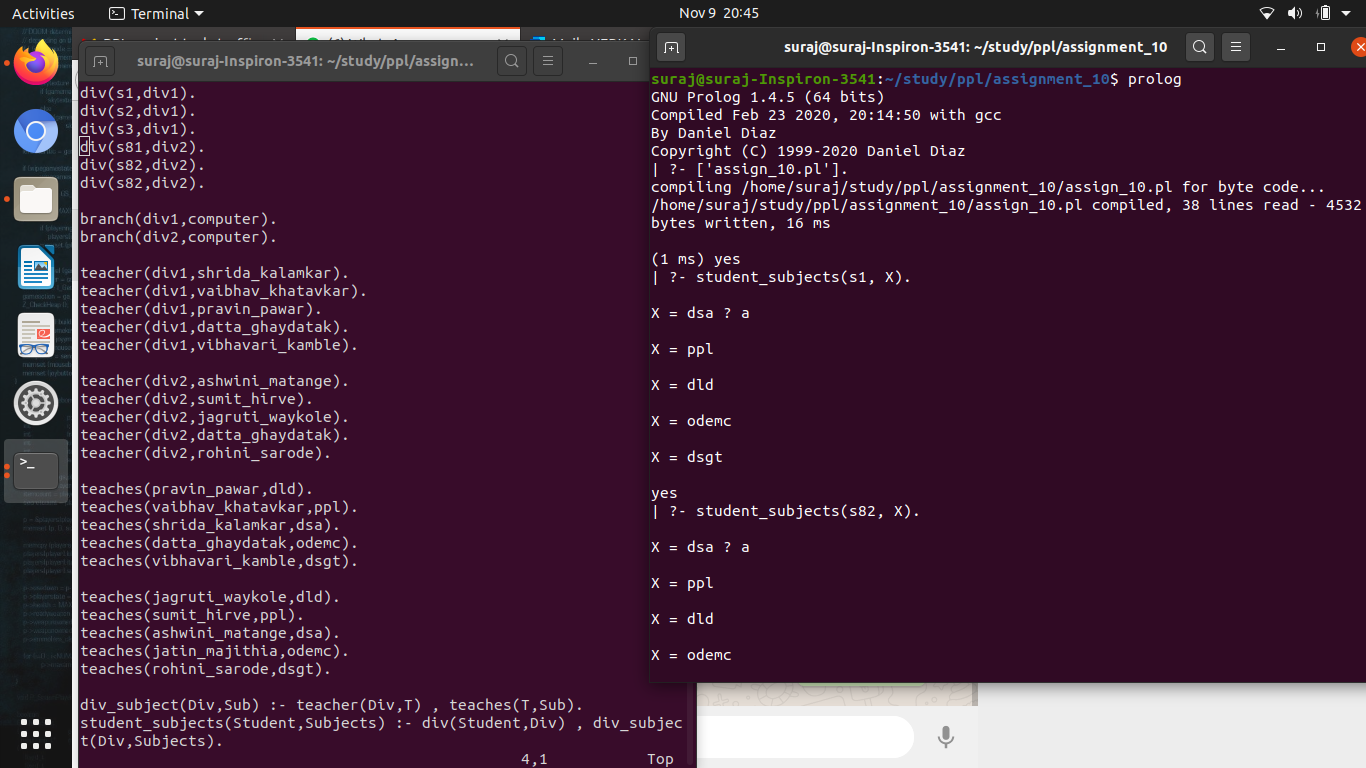 Activities
Terminal
Nov 9 20:45
suraj@suraj-Inspiron-3541: ~/study/ppl/assign...
div(s1,div1).
div(s2,div1).
div(s3,div1).
div(s81,div2).
div(s82,div2).
div(s82,div2).
branch(div1,computer).
branch(div2,computer).
teacher(div1,shrida_kalamkar).
teacher(div1,vaibhav_khatavkar).
teacher(div1,pravin_pawar).
teacher(div1,datta_ghaydatak).
teacher(div1,vibhavari_kamble).
teacher(div2,ashwini_matange).
teacher(div2,sumit_hirve).
teacher(div2,jagruti_waykole).
teacher(div2,datta_ghaydatak).
teacher(div2,rohini_sarode).
teaches(pravin_pawar,dld).
teaches(vaibhav_khatavkar,ppl).
teaches(shrida_kalamkar,dsa).
teaches(datta_ghaydatak,odemc).
teaches(vibhavari_kamble,dsgt).
teaches(jagruti_waykole,dld).
teaches(sumit_hirve,ppl).
teaches(ashwini_matange,dsa).
teaches(jatin_majithia,odemc).
teaches(rohini_sarode,dsgt).
div_subject(Div,Sub) :- teacher(Div,T) , teaches(T,Sub).
student_subjects(Student,Subjects) :- div(Student,Div) , div_subjec
t(Div,Subjects).
4,1 Top
suraj@suraj-Inspiron-3541: ~/study/ppl/assignment_10
suraj@suraj-Inspiron-3541:~/study/ppl/assignment_10$ prolog
GNU Prolog 1.4.5 (64 bits)
Compiled Feb 23 2020, 20:14:50 with gcc
By Daniel Diaz
Copyright (C) 1999-2020 Daniel Diaz
| ?- ['assign_10.pl'].
compiling /home/suraj/study/ppl/assignment_10/assign_10.pl for byte code...
/home/suraj/study/ppl/assignment_10/assign_10.pl compiled, 38 lines read - 4532
bytes written, 16 ms
(1 ms) yes
| ?- student_subjects(s1, X).
X = dsa ? a
X = ppl
X = dld
X = odemc
X = dsgt
yes
| ?- student_subjects(s82, X).
X = dsa ? a
X = ppl
X = dld
X = odemc